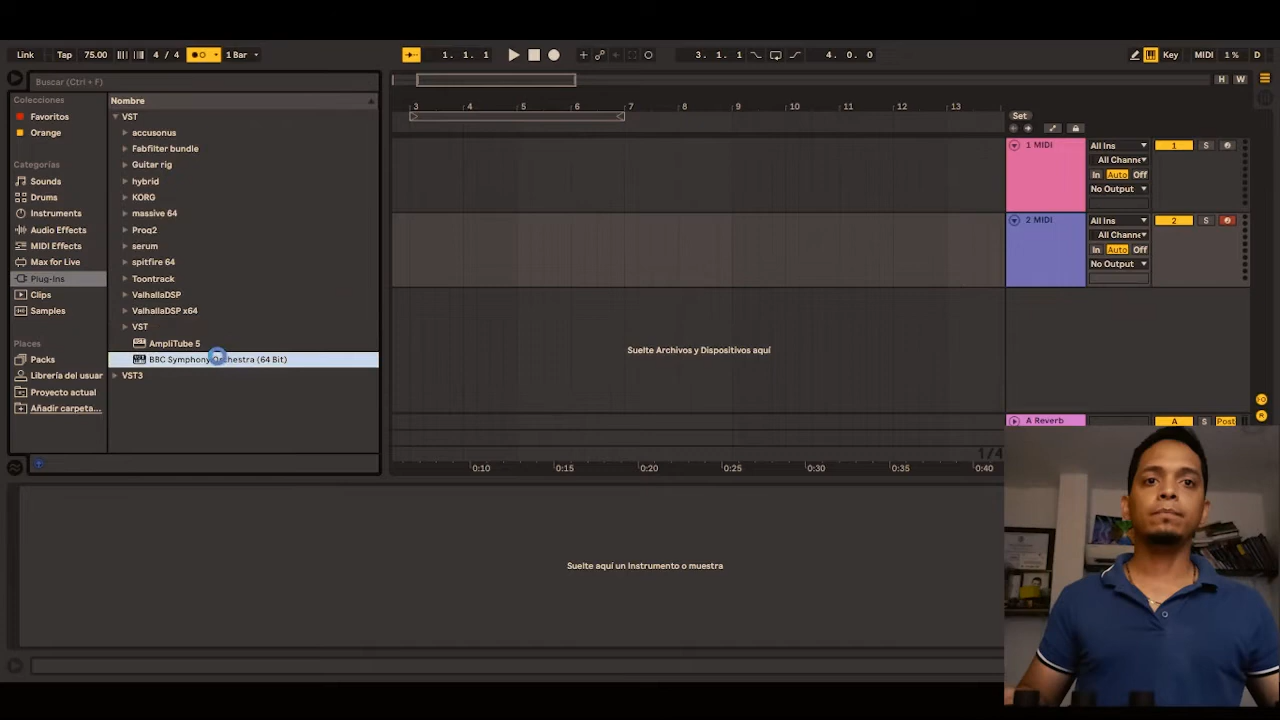 Link Tap 75.00 4 / 4 1 Bar 1. 1. 1 3. 1. 1 4. 0. 0 Key MIDI 1 % D
Buscar (Ctrl + F)
H W
Colecciones
Favoritos
Orange
Categorías
Sounds
Drums
Instruments
Audio Effects
MIDI Effects
Max for Live
Plug-Ins
Clips
Samples
Places
Packs
Librería del usuar
Proyecto actual
Añadir carpeta...
Nombre
VST
accusonus
Fabfilter bundle
Guitar rig
hybrid
KORG
massive 64
Proq2
serum
spitfire 64
Toontrack
ValhallaDSP
ValhallaDSP x64
VST
AmpliTube 5
BBC Symphony Orchestra (64 Bit)
VST3
3 4 5 6 7 8 9 10 11 12 13
Set
1 MIDI All Ins 1 S
All Channe
In Auto Off
No Output
2 MIDI All Ins 2 S
All Channe
In Auto Off
No Output
Suelte Archivos y Dispositivos aquí
A Reverb A S Post
1/4
0:10 0:15 0:20 0:25 0:30 0:35 0:40
Suelte aquí un Instrumento o muestra